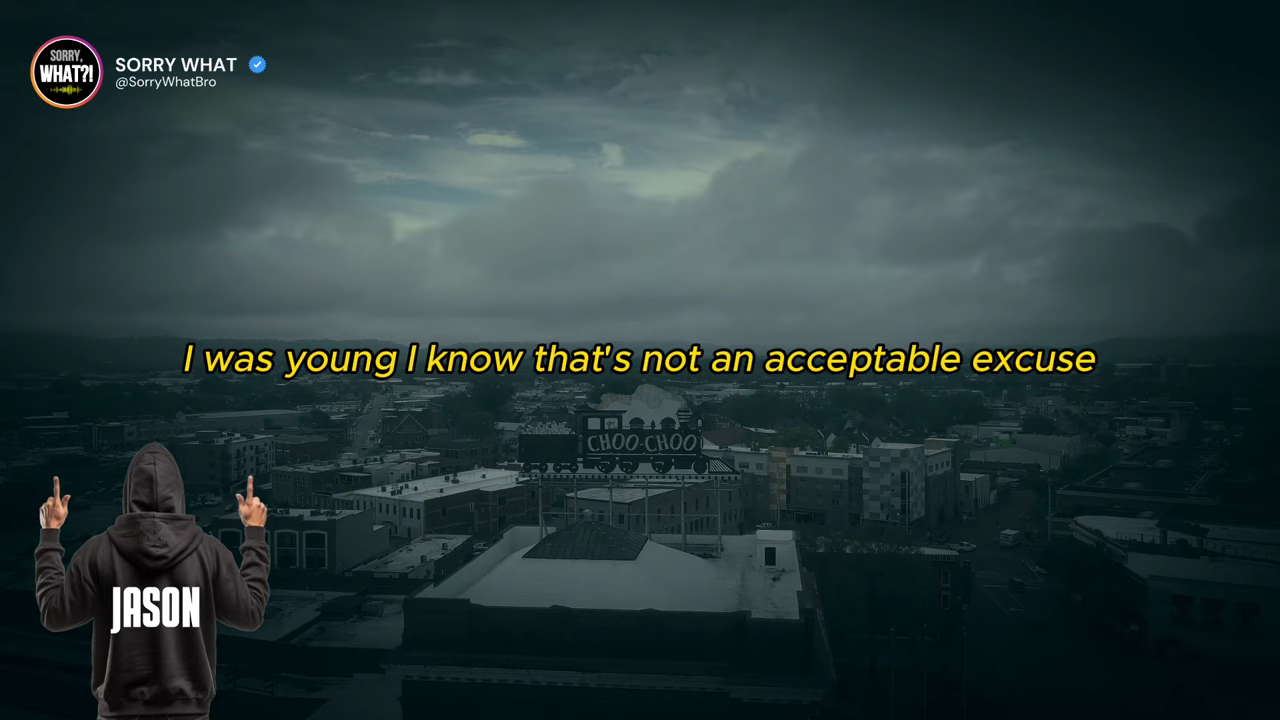 SORRY,
WHAT?!
SORRY WHAT
@SorryWhatBro
I was young I know that's not an acceptable excuse
CHOO-CHOO
JASON